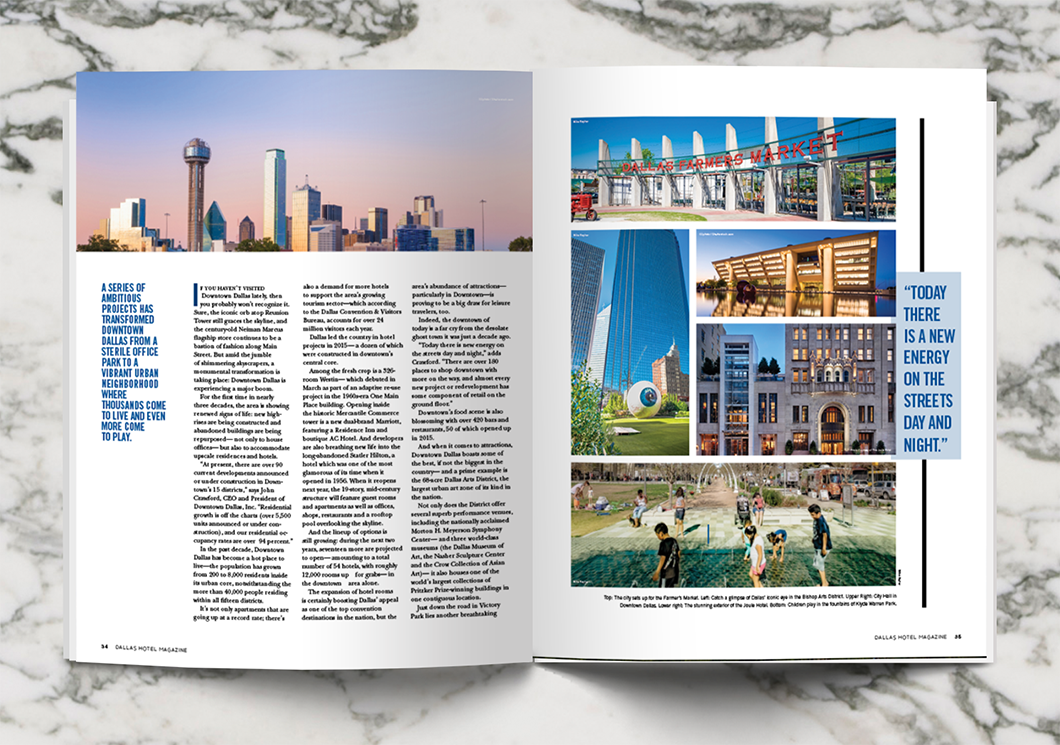 A SERIES OF
AMBITIOUS
PROJECTS HAS
TRANSFORMED
DOWNTOWN
DALLAS FROM A
STERILE OFFICE
PARK TO A
VIBRANT URBAN
NEIGHBORHOOD
WHERE
THOUSANDS COME
TO LIVE AND EVEN
MORE COME
TO PLAY.
IF YOU HAVEN'T VISITED
Downtown Dallas lately, then
you probably won't recognize it.
Sure, the iconic orb atop Reunion
Tower still graces the skyline, and
the century-old Neiman Marcus
flagship store continues to be a
bastion of fashion along Main
Street. But amid the jumble
of shimmering skyscrapers, a
monumental transformation is
taking place: Downtown Dallas is
experiencing a major boom.
For the first time in nearly
three decades, the area is showing
renewed signs of life: new high-
rises are being constructed and
abandoned buildings are being
repurposed—not only to house
offices—but also to accommodate
upscale residences and hotels.
"At present, there are over 90
current developments announced
or under construction in Down-
town's 15 districts," says John
Crawford, CEO and President of
Downtown Dallas, Inc. "Residential
growth is off the charts (over 5,500
units announced or under con-
struction), and our residential oc-
cupancy rates are over 94 percent."
In the past decade, Downtown
Dallas has become a hot place to
live—the population has grown
from 200 to 8,000 residents inside
its urban core, notwithstanding the
more than 40,000 people residing
within all fifteen districts.
It's not only apartments that are
going up at a record rate; there's
also a demand for more hotels
to support the area's growing
tourism sector—which according
to the Dallas Convention & Visitors
Bureau, accounts for over 24
million visitors each year.
Dallas led the country in hotel
projects in 2015—a dozen of which
were constructed in downtown's
central core.
Among the fresh crop is a 326-
room Westin—which debuted in
March as part of an adaptive re-use
project in the 1960s-era One Main
Place building. Opening inside
the historic Mercantile Commerce
tower is a new dual-brand Marriott,
featuring a Residence Inn and
boutique AC Hotel. And developers
are also breathing new life into the
long-abandoned Statler Hilton, a
hotel which was one of the most
glamorous of its time when it
opened in 1956. When it reopens
next year, the 19-story, mid-century
structure will feature guest rooms
and apartments as well as offices,
shops, restaurants and a rooftop
pool overlooking the skyline.
And the lineup of options is
still growing: during the next two
years, seventeen more are projected
to open—amounting to a total
number of 54 hotels, with roughly
12,000 rooms up for grabs—in
the downtown area alone.
The expansion of hotel rooms
is certainly boosting Dallas' appeal
as one of the top convention
destinations in the nation, but the
area's abundance of attractions—
particularly in Downtown—is
proving to be a big draw for leisure
travelers, too.
Indeed, the downtown of
today is a far cry from the desolate
ghost town it was just a decade ago.
"Today there is new energy on
the streets day and night," adds
Crawford. "There are over 180
places to shop downtown with
more on the way, and almost every
new project or redevelopment has
some component of retail on the
ground floor."
Downtown's food scene is also
blossoming with over 420 bars and
restaurants, 50 of which opened up
in 2015.
And when it comes to attractions,
Downtown Dallas boasts some of
the best, if not the biggest in the
country—and a prime example is
the 68-acre Dallas Arts District, the
largest urban art zone of its kind in
the nation.
Not only does the District offer
several superb performance venues,
including the nationally acclaimed
Morton H. Meyerson Symphony
Center—and three world-class
museums (the Dallas Museum of
Art, the Nasher Sculpture Center
and the Crow Collection of Asian
Art)—it also houses one of the
world's largest collections of
Pritzker Prize-winning buildings in
one contiguous location.
Just down the road in Victory
Park lies another breathtaking
34 DALLAS HOTEL MAGAZINE
DALLAS FARMERS MARKET
"TODAY
THERE
IS A NEW
ENERGY
ON THE
STREETS
DAY AND
NIGHT."
Top: The city sets up for the Farmer's Market. Left: Catch a glimpse of Dallas' iconic eye in the Bishop Arts District. Upper Right: City Hall in
Downtown Dallas. Lower right: The stunning exterior of the Joule Hotel. Bottom: Children play in the fountains of Klyde Warren Park.
DALLAS HOTEL MAGAZINE 35